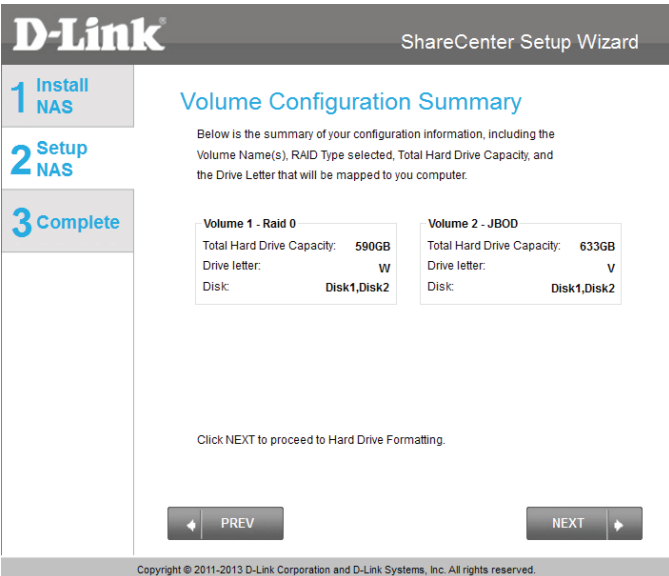 D-Link®
ShareCenter Setup Wizard
1 Install
NAS
2 Setup
NAS
3 Complete
Volume Configuration Summary
Below is the summary of your configuration information, including the
Volume Name(s), RAID Type selected, Total Hard Drive Capacity, and
the Drive Letter that will be mapped to you computer.
Volume 1 - Raid 0
Total Hard Drive Capacity: 590GB
Drive letter: W
Disk: Disk1,Disk2
Volume 2 - JBOD
Total Hard Drive Capacity: 633GB
Drive letter: V
Disk: Disk1,Disk2
Click NEXT to proceed to Hard Drive Formatting.
PREV
NEXT
Copyright © 2011-2013 D-Link Corporation and D-Link Systems, Inc. All rights reserved.